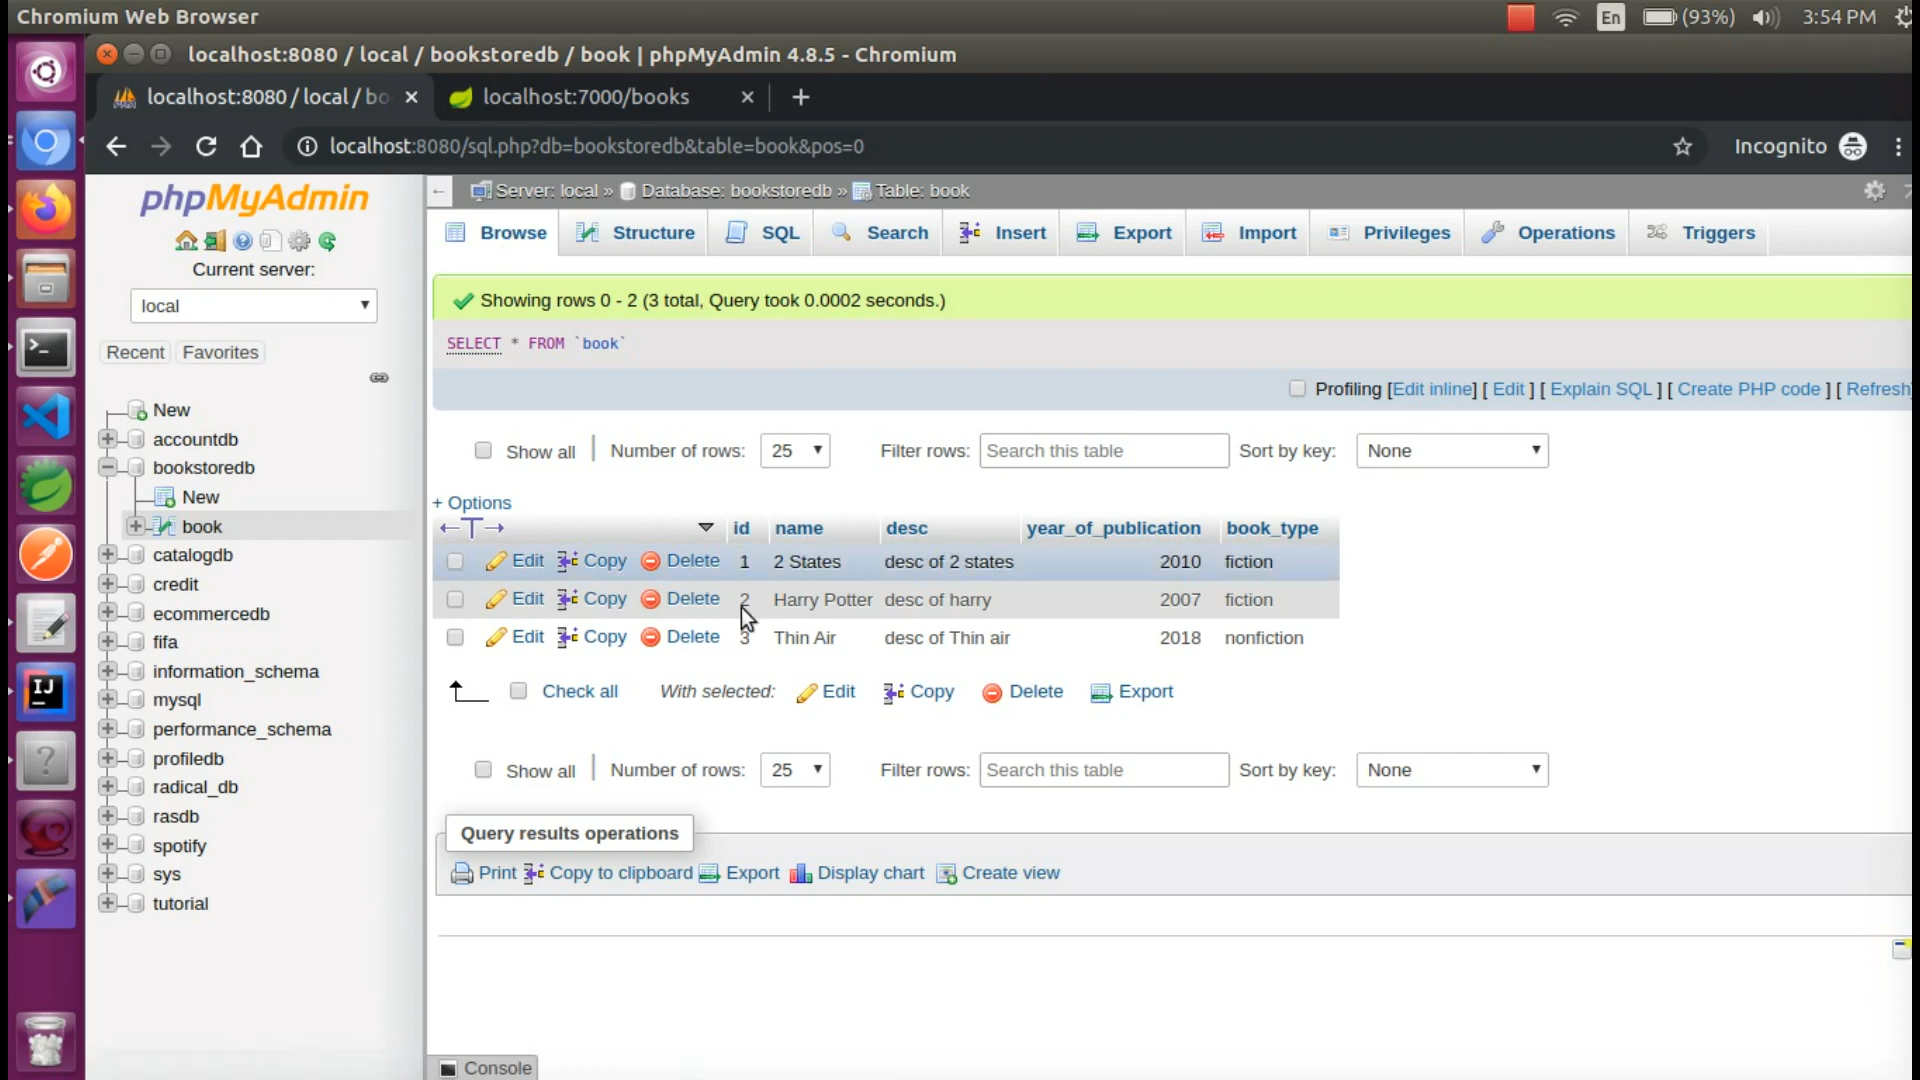 Chromium Web Browser
En
(93%)
3:54 PM
localhost:8080 / local / bookstoredb / book | phpMyAdmin 4.8.5 - Chromium
localhost:8080 / local / bo
localhost:7000/books
localhost:8080/sql.php?db=bookstoredb&table=book&pos=0
Incognito
phpMyAdmin
Current server:
local
Recent
Favorites
New
accountdb
bookstoredb
New
book
catalogdb
credit
ecommercedb
fifa
information_schema
mysql
performance_schema
profiledb
radical_db
rasdb
spotify
sys
tutorial
Server: local » Database: bookstoredb » Table: book
Browse Structure SQL Search Insert Export Import Privileges Operations Triggers
Showing rows 0 - 2 (3 total, Query took 0.0002 seconds.)
SELECT * FROM `book`
Profiling [Edit inline] [ Edit ] [ Explain SQL ] [ Create PHP code ] [ Refresh]
Show all Number of rows: 25 Filter rows: Search this table Sort by key: None
+ Options
id name desc year_of_publication book_type
Edit Copy Delete 1 2 States desc of 2 states 2010 fiction
Edit Copy Delete 2 Harry Potter desc of harry 2007 fiction
Edit Copy Delete 3 Thin Air desc of Thin air 2018 nonfiction
Check all With selected: Edit Copy Delete Export
Show all Number of rows: 25 Filter rows: Search this table Sort by key: None
Query results operations
Print Copy to clipboard Export Display chart Create view
Console
IJ